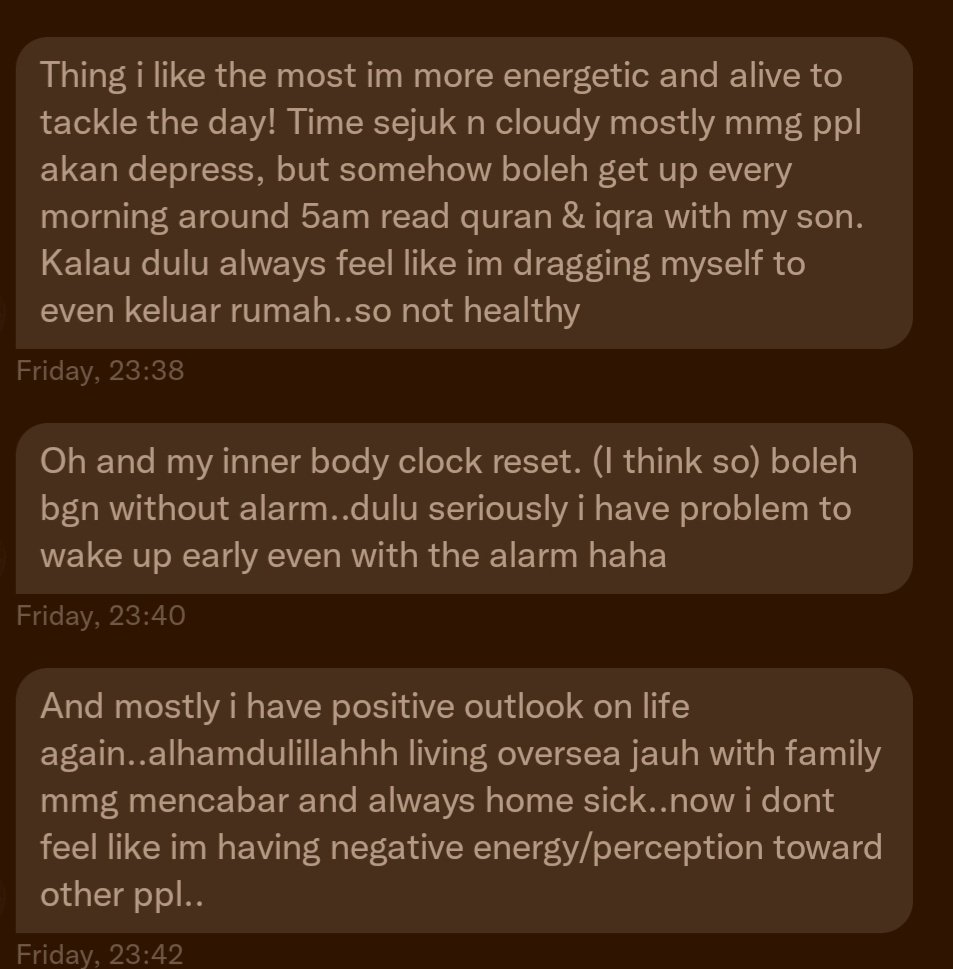 Thing i like the most im more energetic and alive to
tackle the day! Time sejuk n cloudy mostly mmg ppl
akan depress, but somehow boleh get up every
morning around 5am read quran & iqra with my son.
Kalau dulu always feel like im dragging myself to
even keluar rumah..so not healthy
Friday, 23:38
Oh and my inner body clock reset. (I think so) boleh
bgn without alarm..dulu seriously i have problem to
wake up early even with the alarm haha
Friday, 23:40
And mostly i have positive outlook on life
again..alhamdulillahhh living oversea jauh with family
mmg mencabar and always home sick..now i dont
feel like im having negative energy/perception toward
other ppl..
Friday, 23:42